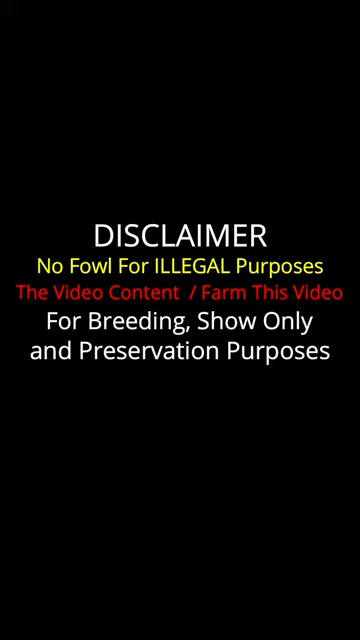 DISCLAIMER
No Fowl For ILLEGAL Purposes
The Video Content / Farm This Video
For Breeding, Show Only
and Preservation Purposes